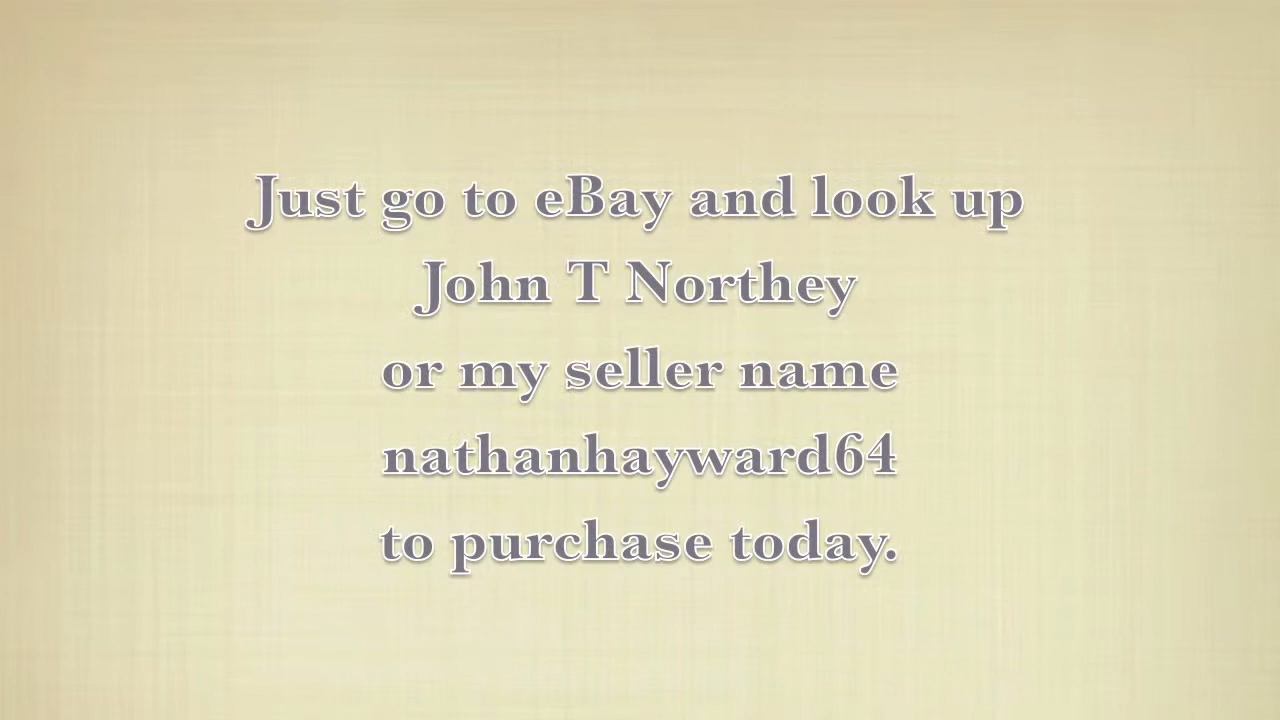 Just go to eBay and look up
John T Northey
or my seller name
nathanhayward64
to purchase today.